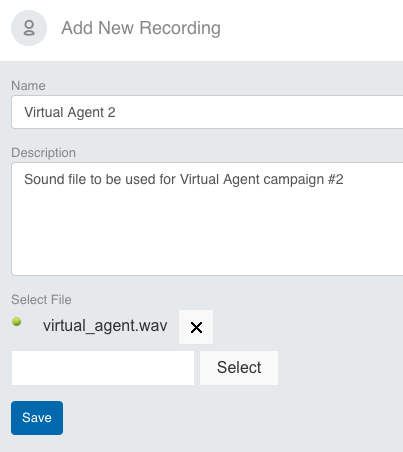 Add New Recording
Name
Virtual Agent 2
Description
Sound file to be used for Virtual Agent campaign #2
Select File
virtual_agent.wav
Select
Save